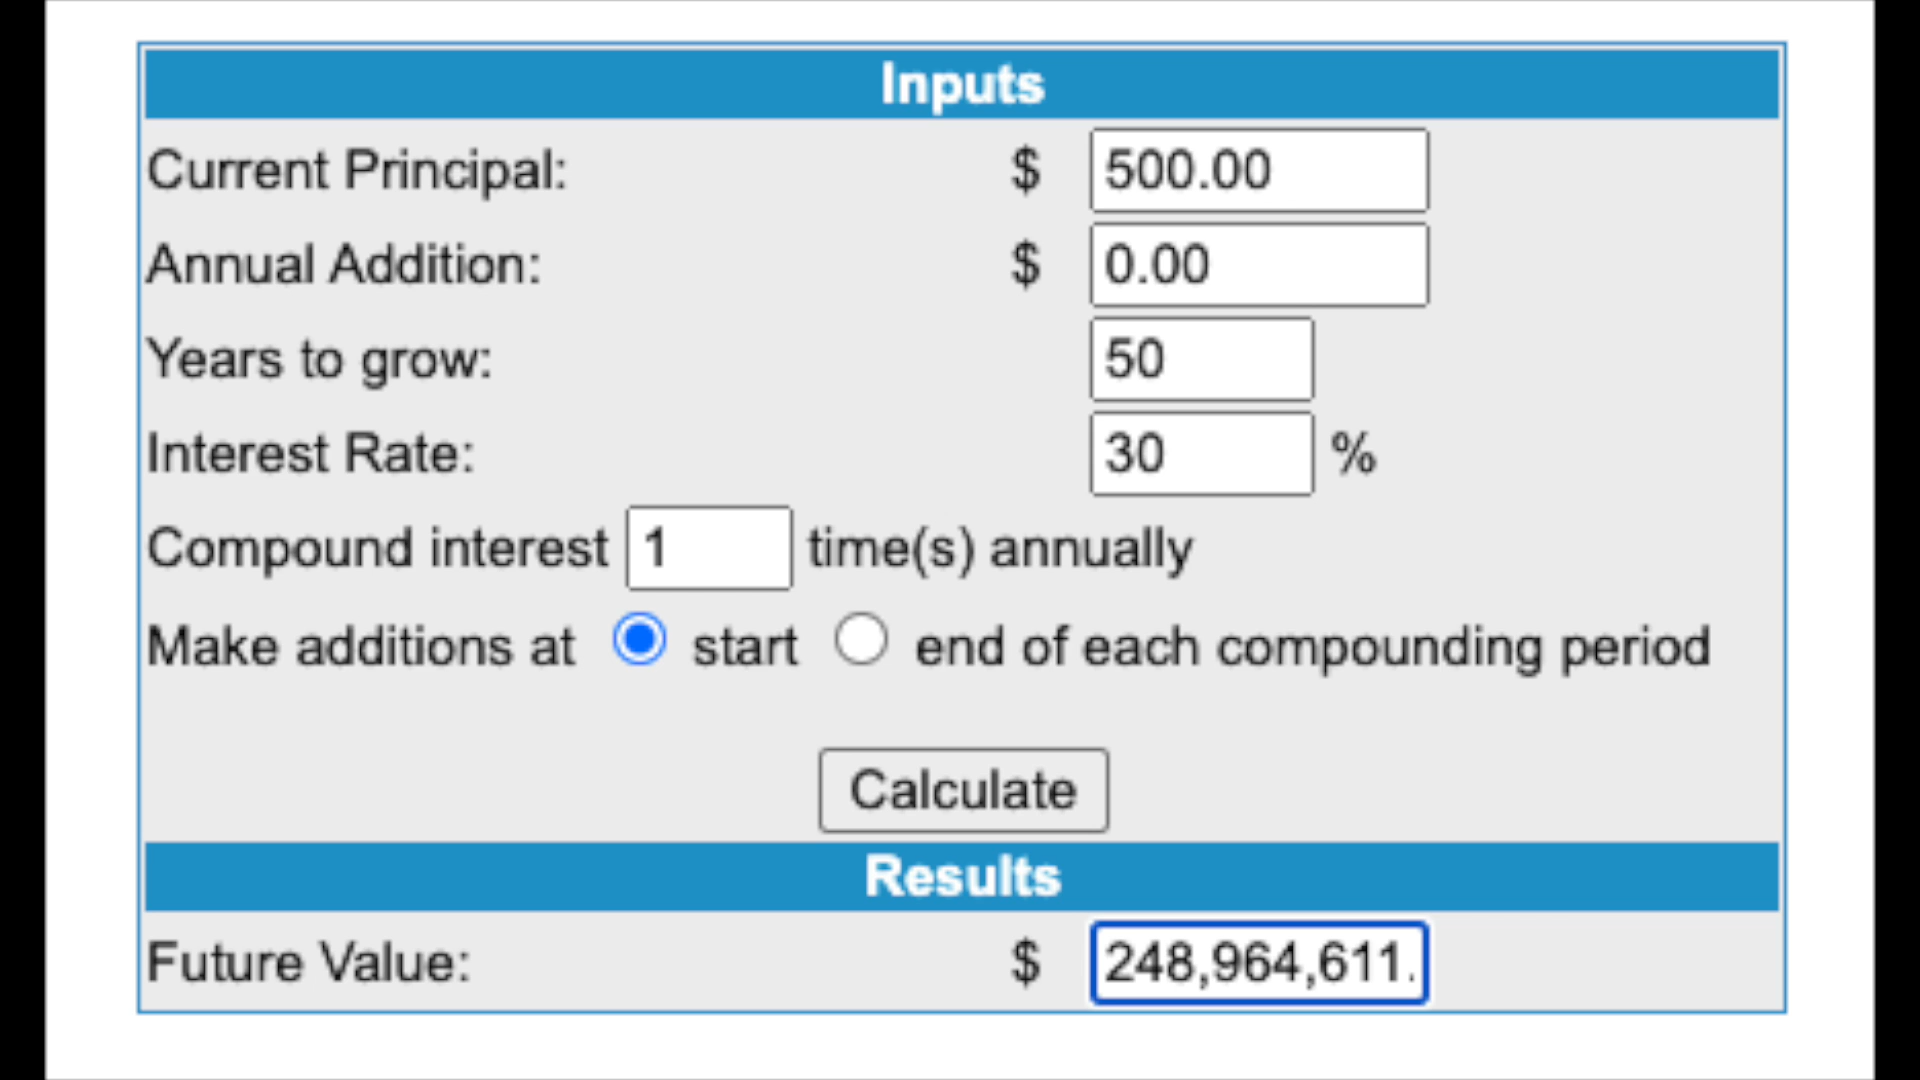 Inputs
Current Principal: $ 500.00
Annual Addition: $ 0.00
Years to grow: 50
Interest Rate: 30 %
Compound interest 1 time(s) annually
Make additions at start end of each compounding period
Calculate
Results
Future Value: $ 248,964,611.